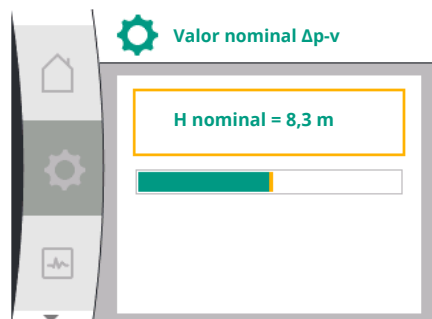 Valor nominal Δp-v
H nominal = 8,3 m